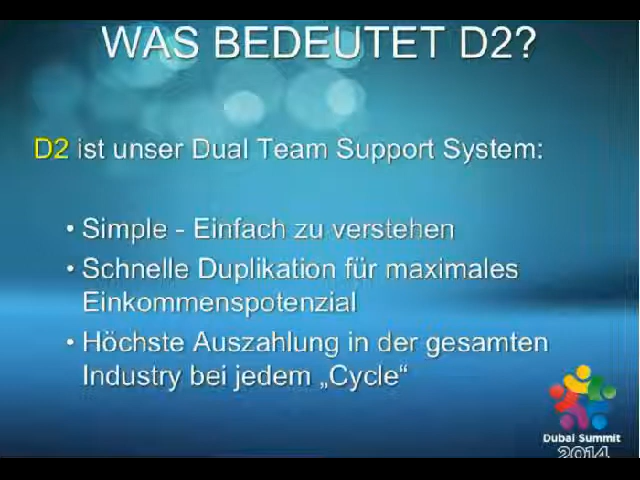 WAS BEDEUTET D2?
D2 ist unser Dual Team Support System:
• Simple - Einfach zu verstehen
• Schnelle Duplikation für maximales
Einkommenspotenzial
• Höchste Auszahlung in der gesamten
Industry bei jedem „Cycle“
Dubai Summit
2014